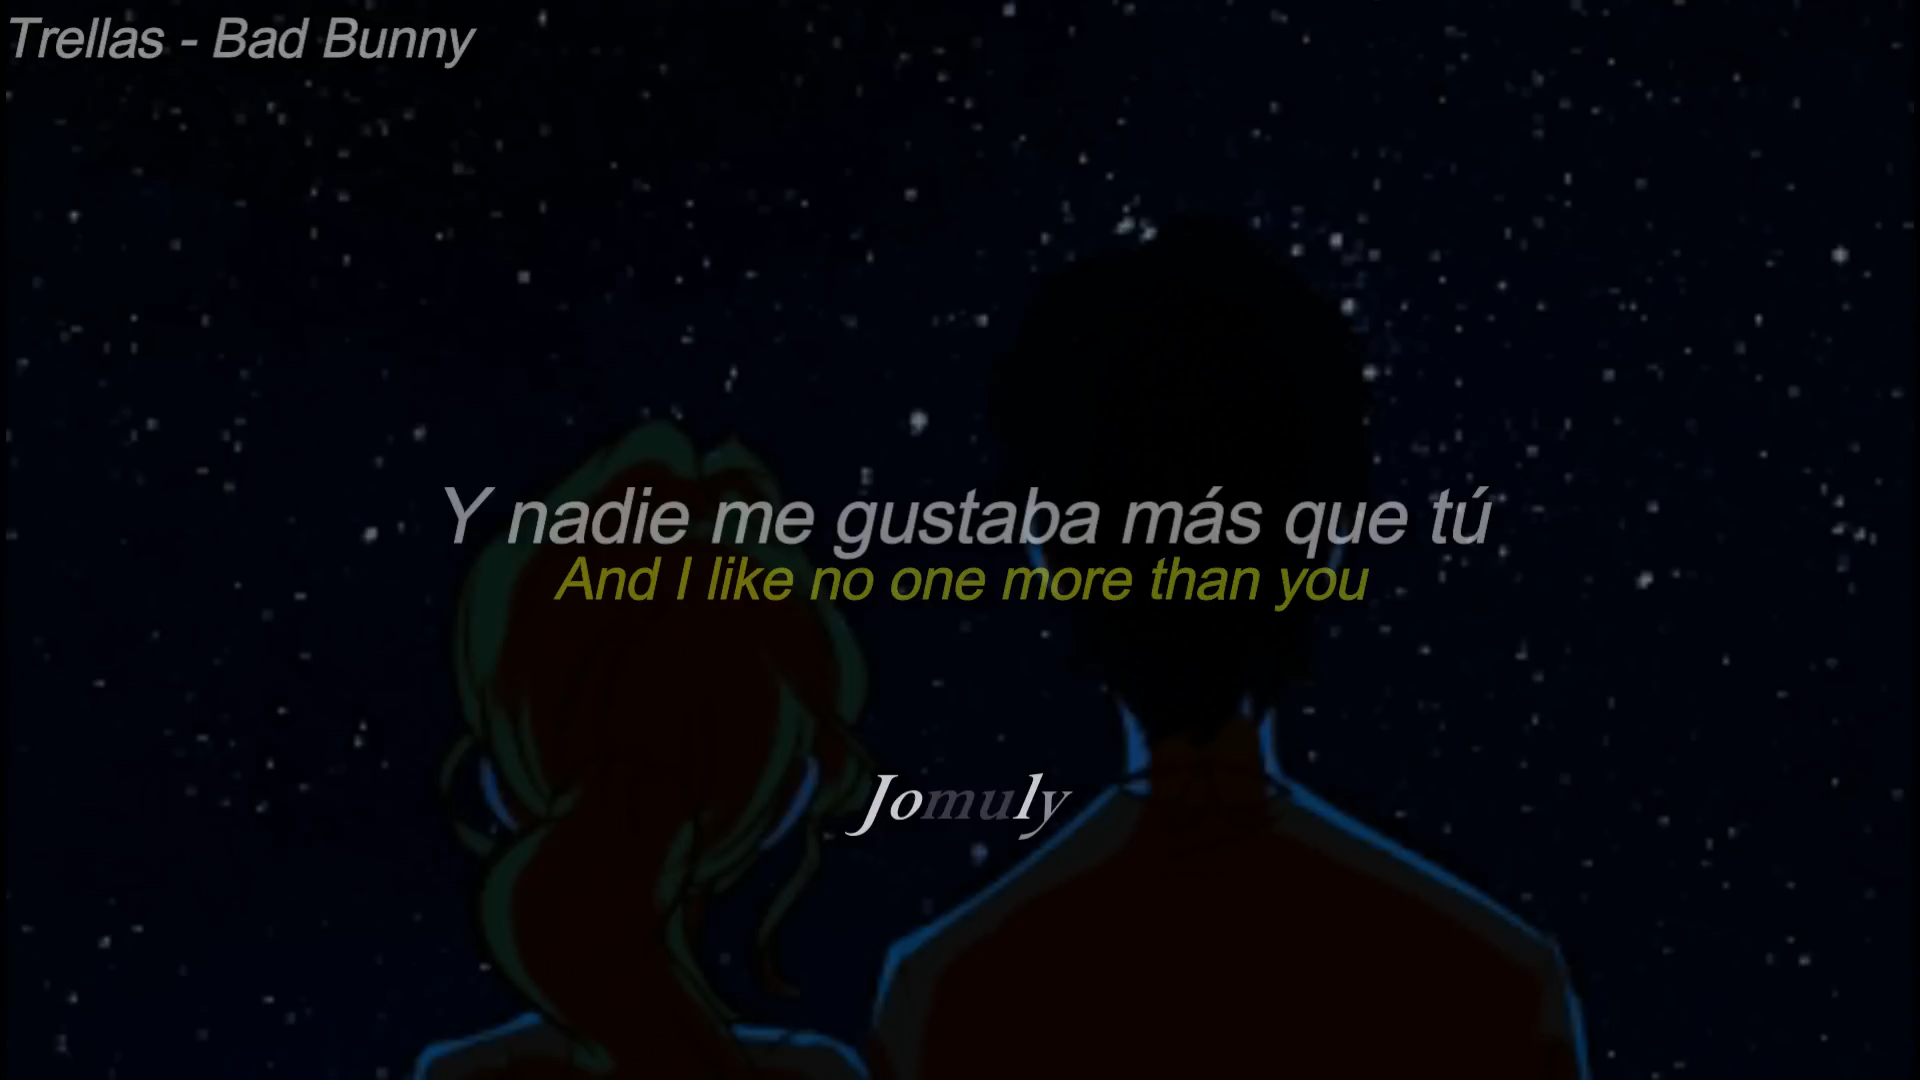 Trellas - Bad Bunny
Y nadie me gustaba más que tú
And I like no one more than you
Jomuly